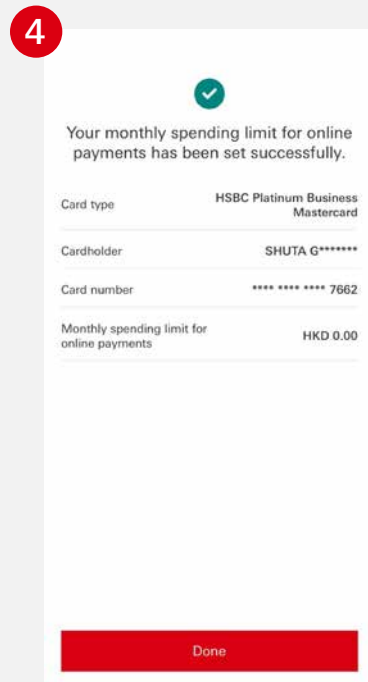 4
Your monthly spending limit for online
payments has been set successfully.
Card type
HSBC Platinum Business
Mastercard
Cardholder
SHUTA G*******
Card number
**** **** **** 7662
Monthly spending limit for
online payments
HKD 0.00
Done